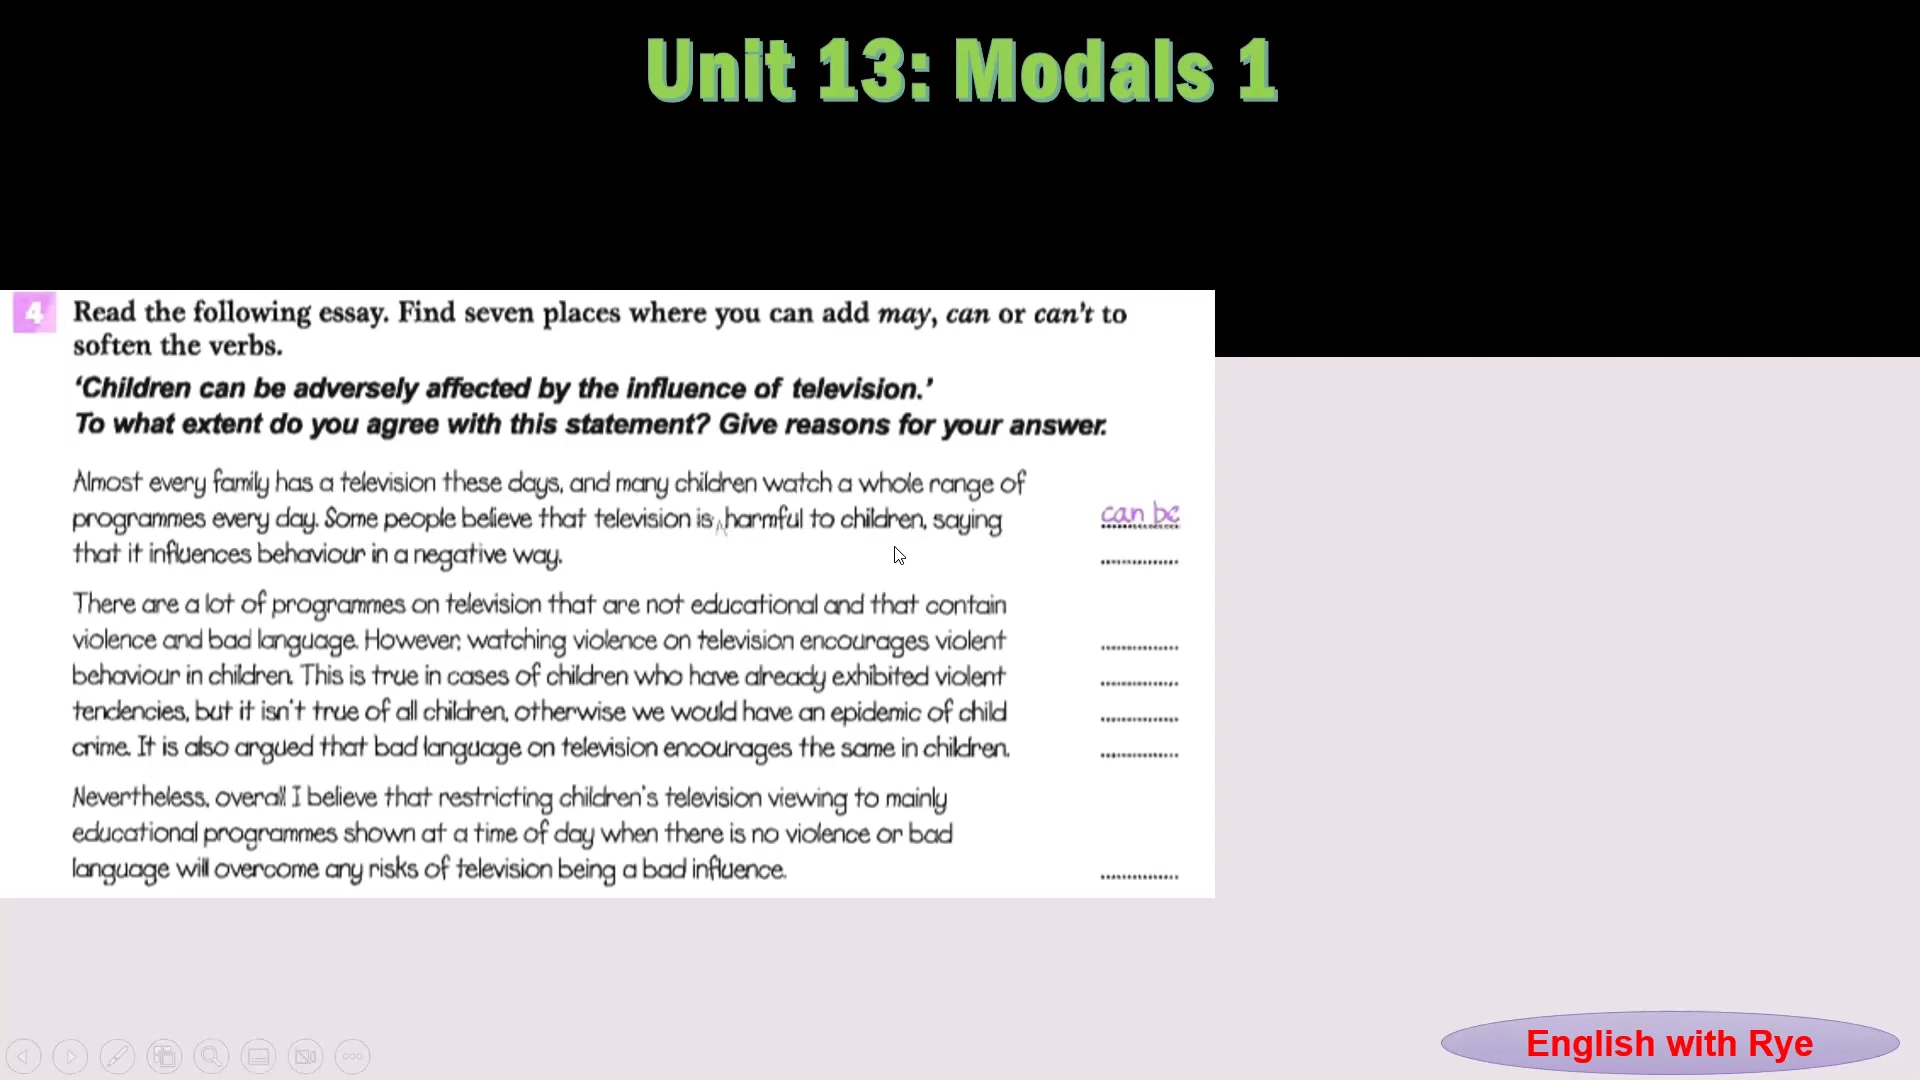 Unit 13: Modals 1
4 Read the following essay. Find seven places where you can add may, can or can't to
soften the verbs.
'Children can be adversely affected by the influence of television.'
To what extent do you agree with this statement? Give reasons for your answer.
Almost every family has a television these days, and many children watch a whole range of
programmes every day. Some people believe that television is harmful to children, saying can be
that it influences behaviour in a negative way. ..............
There are a lot of programmes on television that are not educational and that contain
violence and bad language. However, watching violence on television encourages violent ..............
behaviour in children. This is true in cases of children who have already exhibited violent ..............
tendencies, but it isn't true of all children, otherwise we would have an epidemic of child ..............
crime. It is also argued that bad language on television encourages the same in children. ..............
Nevertheless, overall I believe that restricting children's television viewing to mainly
educational programmes shown at a time of day when there is no violence or bad
language will overcome any risks of television being a bad influence. ..............
English with Rye